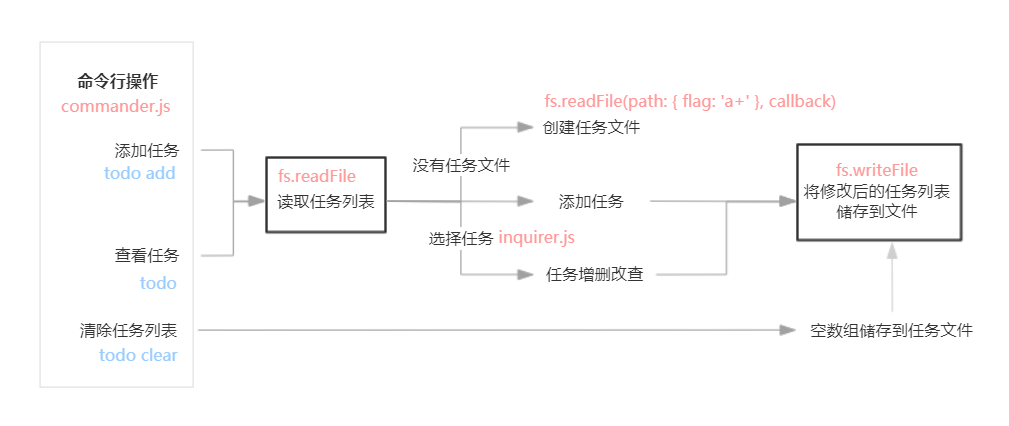 命令行操作
commander.js
添加任务
todo add
查看任务
todo
清除任务列表
todo clear
fs.readFile
读取任务列表
没有任务文件
选择任务 inquirer.js
fs.readFile(path: { flag: 'a+' }, callback)
创建任务文件
添加任务
任务增删改查
fs.writeFile
将修改后的任务列表
储存到文件
空数组储存到任务文件